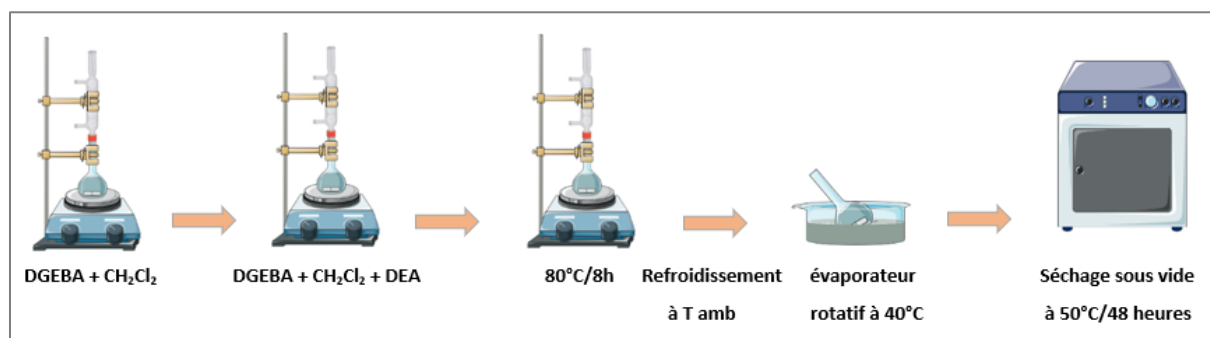 DGEBA + CH₂Cl₂
DGEBA + CH₂Cl₂ + DEA
80°C/8h
Refroidissement
à T amb
évaporateur
rotatif à 40°C
Séchage sous vide
à 50°C/48 heures